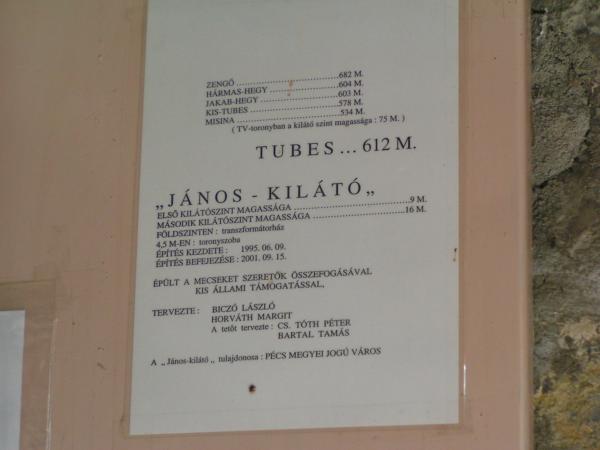 ZENGŐ ........................................682 M.
HÁRMAS-HEGY ............................604 M.
JAKAB-HEGY ................................603 M.
KIS-TUBES ...................................578 M.
MISINA .........................................534 M.
( TV-toronyban a kilátó szint magassága : 75 M. )
TUBES ... 612 M.
„JÁNOS - KILÁTÓ„
ELSŐ KILÁTÓSZINT MAGASSÁGA ........................................9 M.
MÁSODIK KILÁTÓSZINT MAGASSÁGA ................................16 M.
FÖLDSZINTEN : transzformátorház
4,5 M-EN : toronyszoba
ÉPÍTÉS KEZDETE : 1995. 06. 09.
ÉPÍTÉS BEFEJEZÉSE : 2001. 09. 15.
ÉPÜLT A MECSEKET SZERETŐK ÖSSZEFOGÁSÁVAL
KIS ÁLLAMI TÁMOGATÁSSAL,
TERVEZTE : BICZÓ LÁSZLÓ
HORVÁTH MARGIT
A tetőt tervezte : CS. TÓTH PÉTER
BARTAL TAMÁS
A „János-kilátó„ tulajdonosa : PÉCS MEGYEI JOGÚ VÁROS